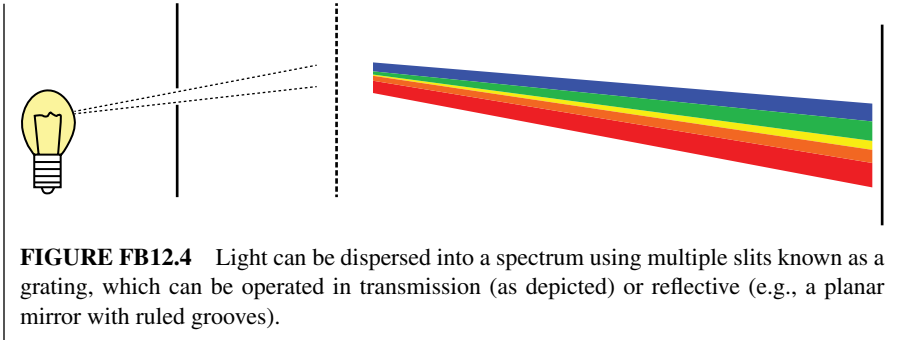 FIGURE FB12.4 Light can be dispersed into a spectrum using multiple slits known as a
grating, which can be operated in transmission (as depicted) or reflective (e.g., a planar
mirror with ruled grooves).